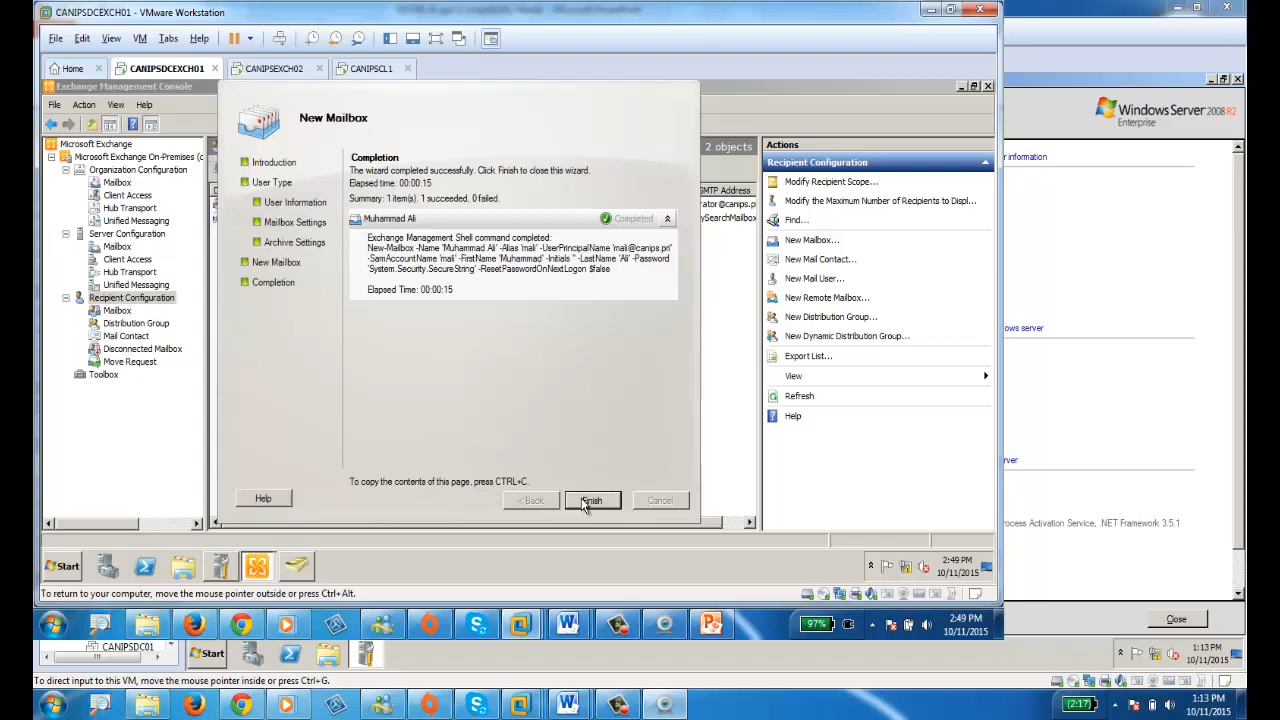 CANIPSDCEXCH01 - VMware Workstation
File Edit View VM Tabs Help
Home CANIPSDCEXCH01 CANIPSEXCH02 CANIPSCL1
Exchange Management Console
File Action View Help
Microsoft Exchange
Microsoft Exchange On-Premises (c
Organization Configuration
Mailbox
Client Access
Hub Transport
Unified Messaging
Server Configuration
Mailbox
Client Access
Hub Transport
Unified Messaging
Recipient Configuration
Mailbox
Distribution Group
Mail Contact
Disconnected Mailbox
Move Request
Toolbox
New Mailbox
Introduction
User Type
User Information
Mailbox Settings
Archive Settings
New Mailbox
Completion
Completion
The wizard completed successfully. Click Finish to close this wizard.
Elapsed time: 00:00:15
Summary: 1 item(s). 1 succeeded, 0 failed.
Muhammad Ali Completed
Exchange Management Shell command completed:
New-Mailbox -Name 'Muhammad Ali' -Alias 'mali' -UserPrincipalName 'mali@canips.pri'
-SamAccountName 'mali' -FirstName 'Muhammad' -Initials '' -LastName 'Ali' -Password
'System.Security.SecureString' -ResetPasswordOnNextLogon $false
Elapsed Time: 00:00:15
To copy the contents of this page, press CTRL+C.
Help < Back Finish Cancel
2 objects
SMTP Address
rator@canips.p
ySearchMailbox
Actions
Recipient Configuration
Modify Recipient Scope...
Modify the Maximum Number of Recipients to Displ...
Find...
New Mailbox...
New Mail Contact...
New Mail User...
New Remote Mailbox...
New Distribution Group...
New Dynamic Distribution Group...
Export List...
View
Refresh
Help
Windows Server 2008 R2
Enterprise
r information
ows server
rver
rocess Activation Service, .NET Framework 3.5.1
Close
Start
2:49 PM
10/11/2015
To return to your computer, move the mouse pointer outside or press Ctrl+Alt.
97%
2:49 PM
10/11/2015
CANIPSDC01
Start
1:13 PM
10/11/2015
To direct input to this VM, move the mouse pointer inside or press Ctrl+G.
(2:17)
1:13 PM
10/11/2015